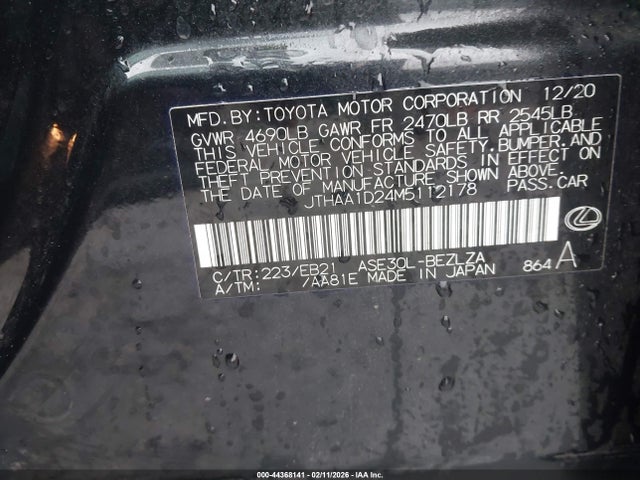 MFD.BY:TOYOTA MOTOR CORPORATION 12/20
GVWR 4690LB GAWR FR 2470LB RR 2545LB
THIS VEHICLE CONFORMS TO ALL APPLICABLE
FEDERAL MOTOR VEHICLE SAFETY,BUMPER,AND
THEFT PREVENTION STANDARDS IN EFFECT ON
THE DATE OF MANUFACTURE SHOWN ABOVE.
JTHAA1D24M5112178 PASS.CAR
C/TR:223/EB21 ASE30L-BEZLZA
A/TM: /AA81E MADE IN JAPAN 864 A
000-44368141 - 02/11/2026 - IAA Inc.